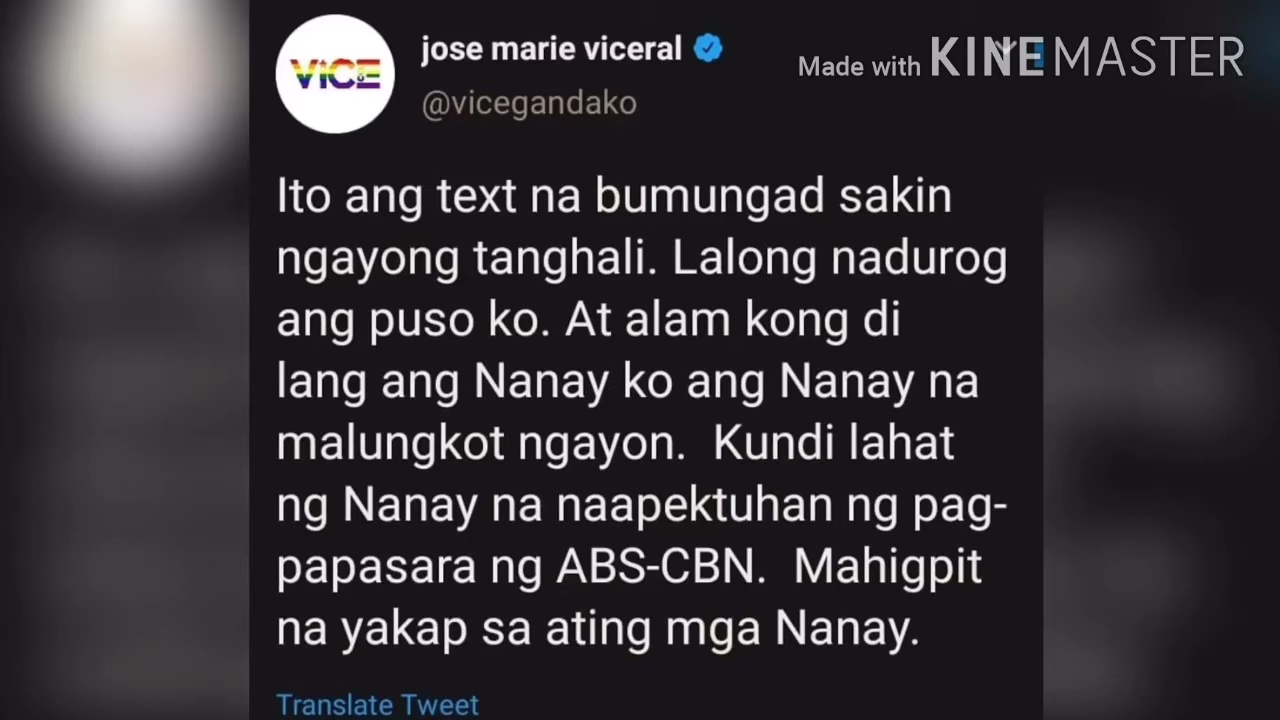 VICE
jose marie viceral
Made with KINEMASTER
@vicegandako
Ito ang text na bumungad sakin
ngayong tanghali. Lalong nadurog
ang puso ko. At alam kong di
lang ang Nanay ko ang Nanay na
malungkot ngayon. Kundi lahat
ng Nanay na naapektuhan ng pag-
papasara ng ABS-CBN. Mahigpit
na yakap sa ating mga Nanay.
Translate Tweet